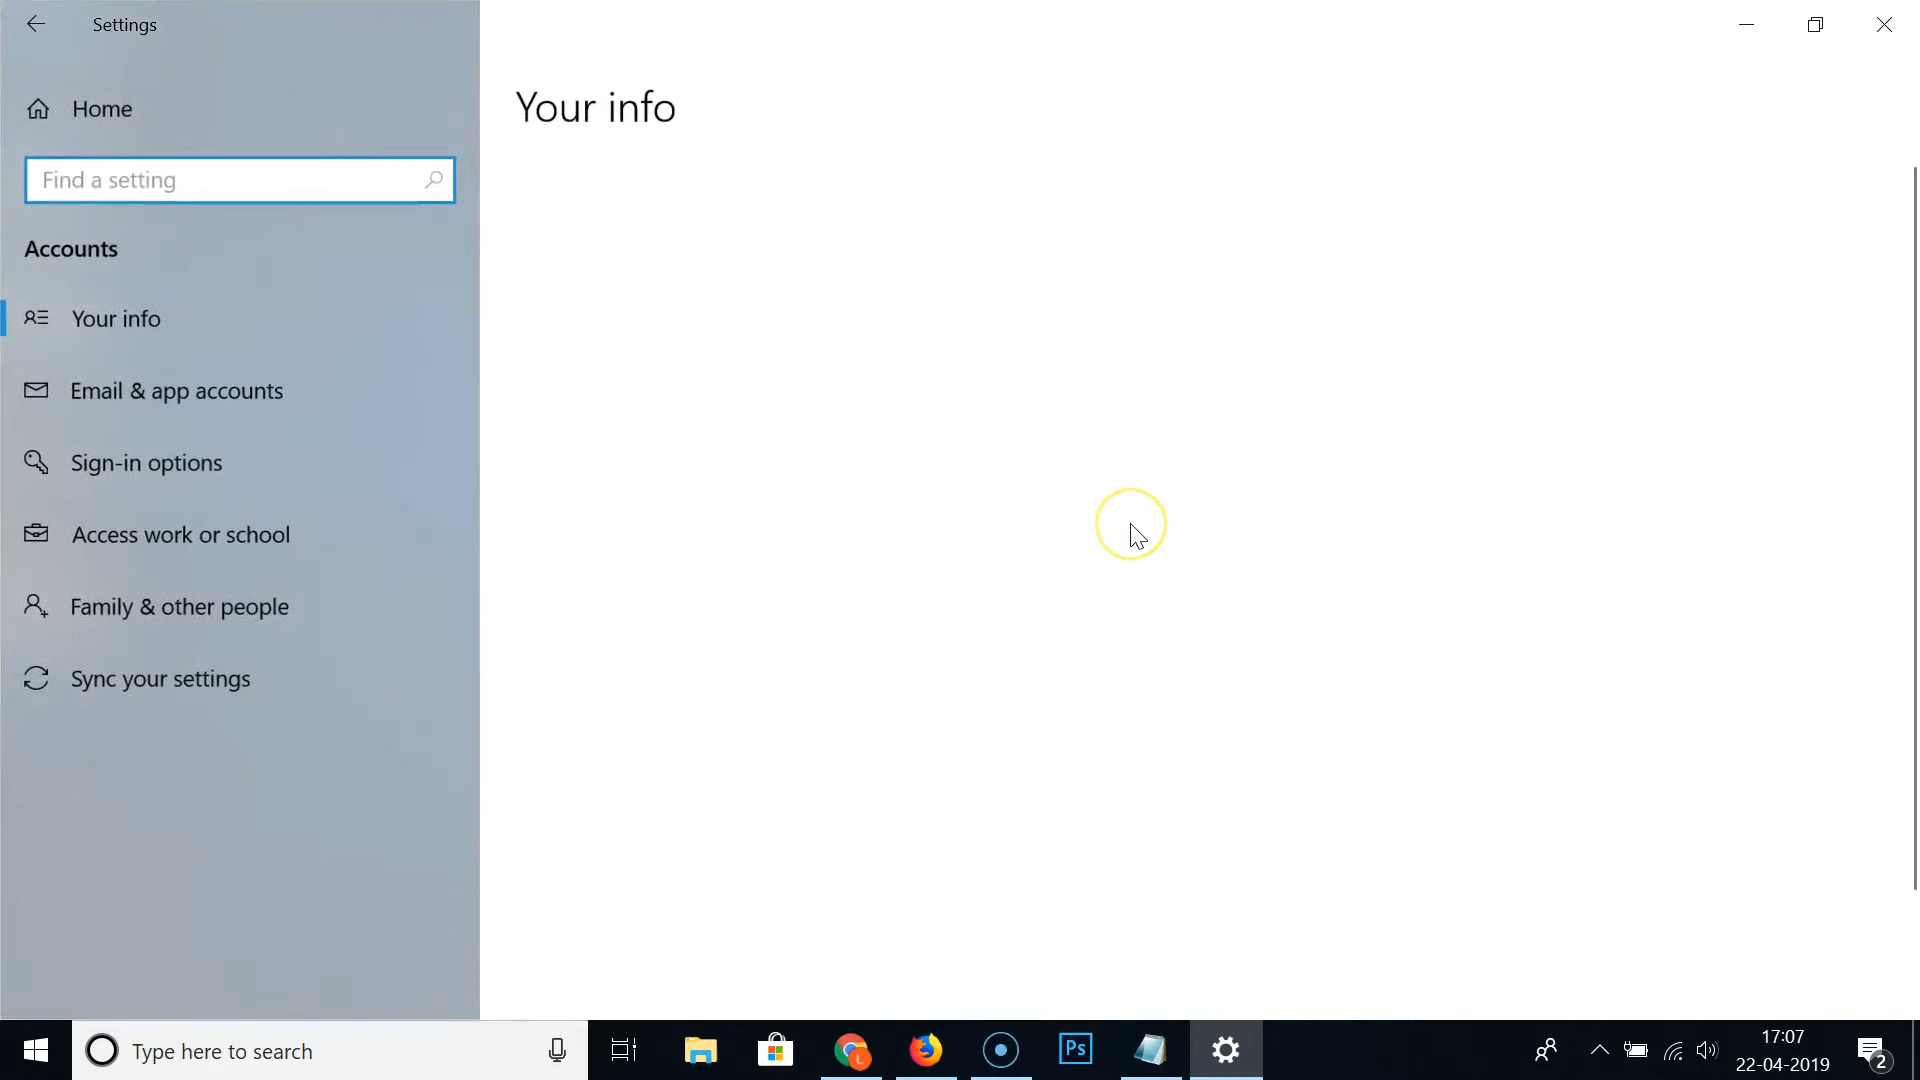 Settings
Home
Find a setting
Accounts
Your info
Email & app accounts
Sign-in options
Access work or school
Family & other people
Sync your settings
Your info
Type here to search
L
Ps
17:07
22-04-2019
2